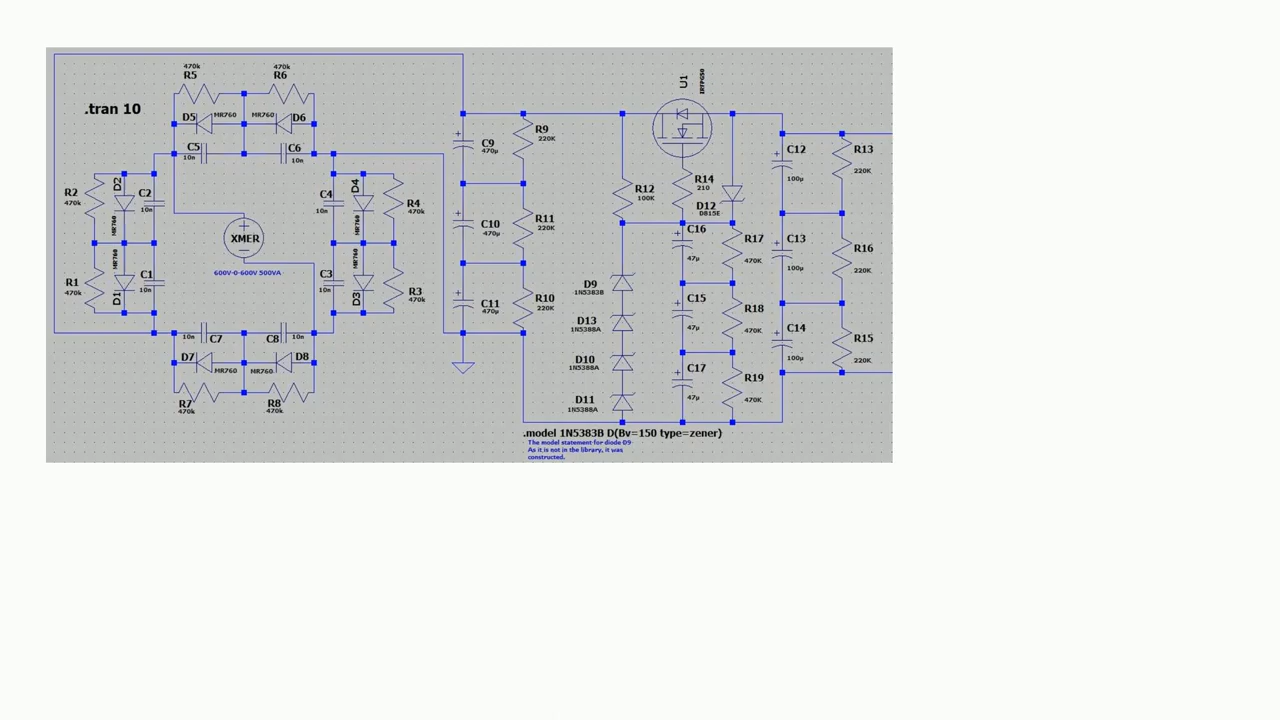 .tran 10
470k
R5
470k
R6
D5
MR760
MR760
D6
C5
10n
C6
10n
R2
470k
D2
MR760
C2
10n
R1
470k
D1
MR760
C1
10n
XMER
600V-0-600V 500VA
C4
10n
D4
MR760
R4
470k
C3
10n
D3
MR760
R3
470k
10n
C7
10n
C8
D7
MR760
MR760
D8
R7
470k
R8
470k
C9
470µ
C10
470µ
C11
470µ
R9
220K
R11
220K
R10
220K
R12
100K
U1
IRFPG50
R14
210
D12
D815E
D9
1N5383B
D13
1N5388A
D10
1N5388A
D11
1N5388A
C16
47µ
C15
47µ
C17
47µ
R17
470K
R18
470K
R19
470K
C12
100µ
C13
100µ
C14
100µ
R13
220K
R16
220K
R15
220K
.model 1N5383B D(Bv=150 type=zener)
The model statement for diode D9
As it is not in the library, it was
constructed.